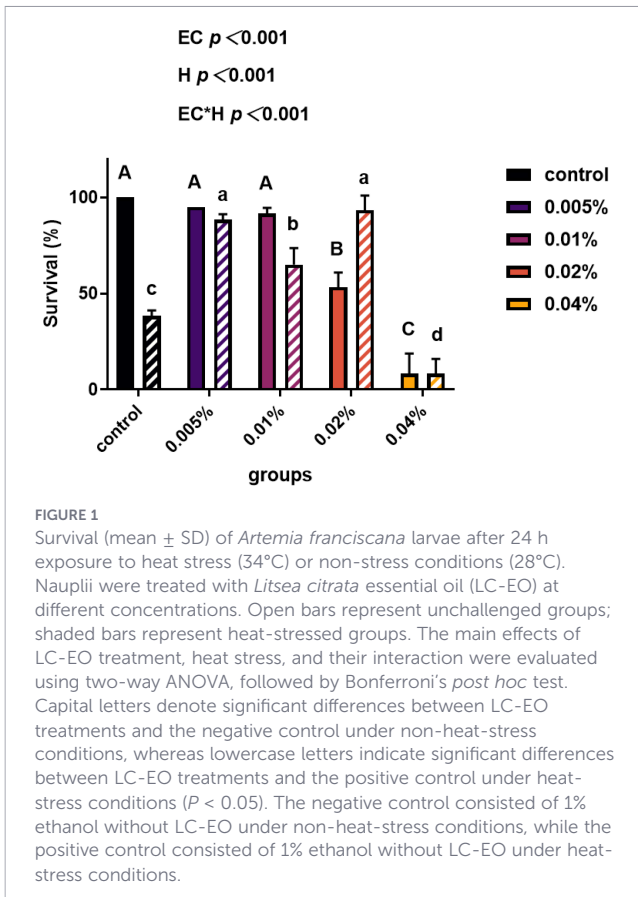 EC p <0.001
H p <0.001
EC*H p <0.001
A
c
A
a
A
b
B
a
C
d
control
0.005%
0.01%
0.02%
0.04%
Survival (%)
100
50
0
control
0.005%
0.01%
0.02%
0.04%
groups
FIGURE 1
Survival (mean ± SD) of Artemia franciscana larvae after 24 h
exposure to heat stress (34°C) or non-stress conditions (28°C).
Nauplii were treated with Litsea citrata essential oil (LC-EO) at
different concentrations. Open bars represent unchallenged groups;
shaded bars represent heat-stressed groups. The main effects of
LC-EO treatment, heat stress, and their interaction were evaluated
using two-way ANOVA, followed by Bonferroni’s post hoc test.
Capital letters denote significant differences between LC-EO
treatments and the negative control under non-heat-stress
conditions, whereas lowercase letters indicate significant differences
between LC-EO treatments and the positive control under heat-
stress conditions (P < 0.05). The negative control consisted of 1%
ethanol without LC-EO under non-heat-stress conditions, while the
positive control consisted of 1% ethanol without LC-EO under heat-
stress conditions.